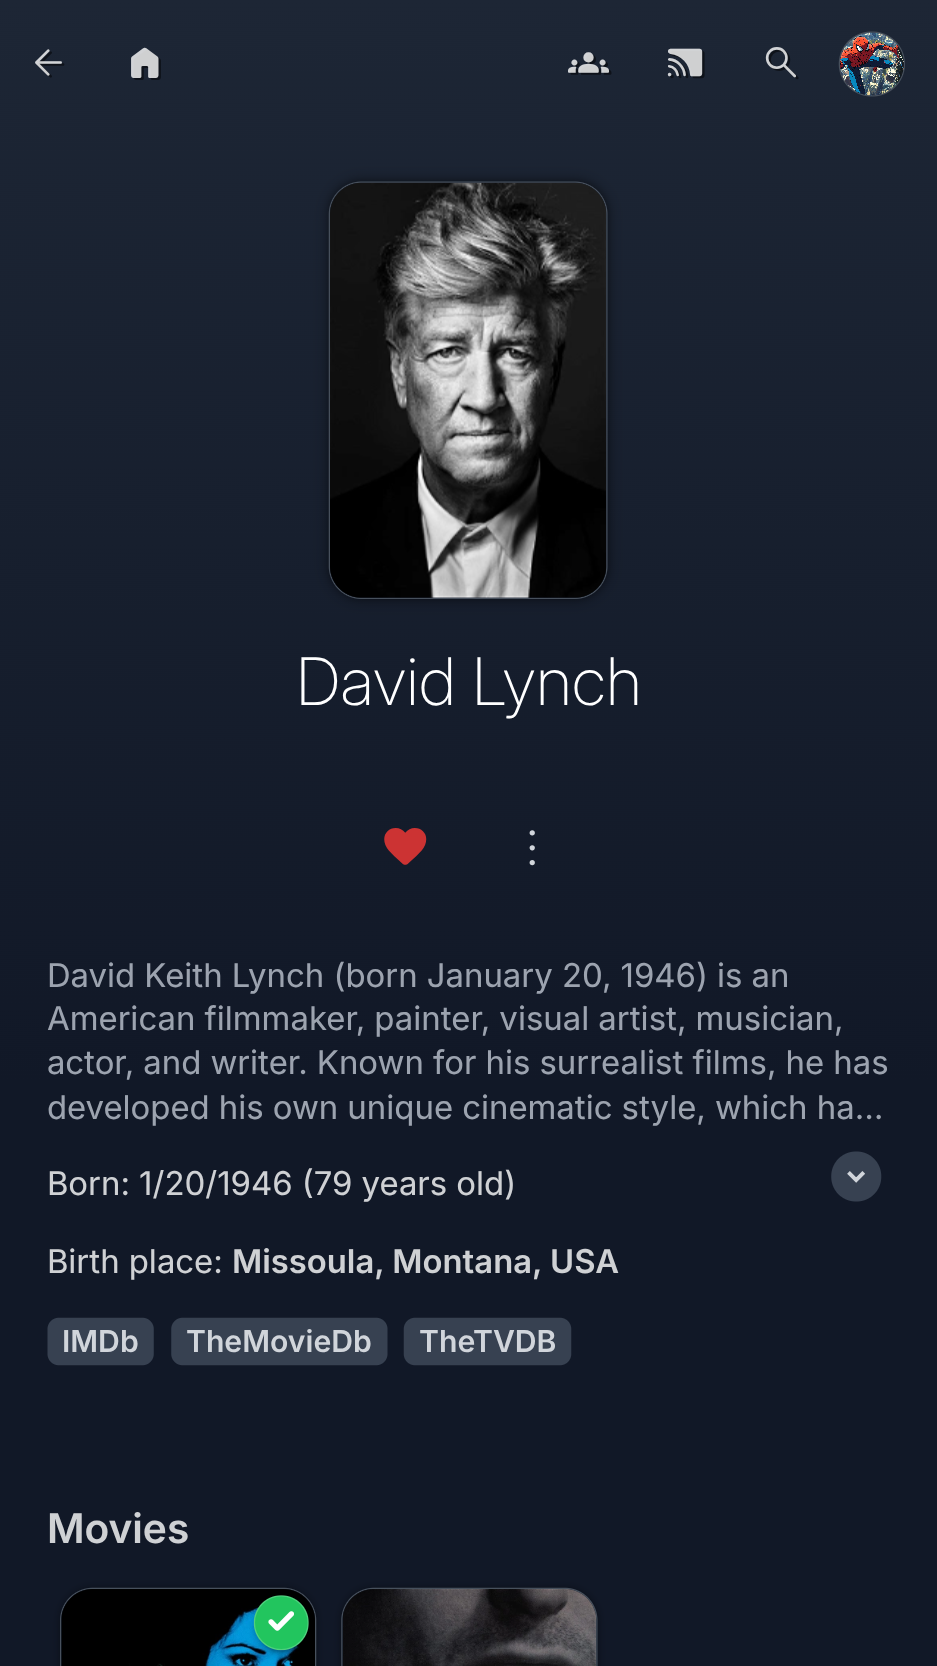 David Lynch
David Keith Lynch (born January 20, 1946) is an
American filmmaker, painter, visual artist, musician,
actor, and writer. Known for his surrealist films, he has
developed his own unique cinematic style, which ha...
Born: 1/20/1946 (79 years old)
Birth place: Missoula, Montana, USA
IMDb TheMovieDb TheTVDB
Movies